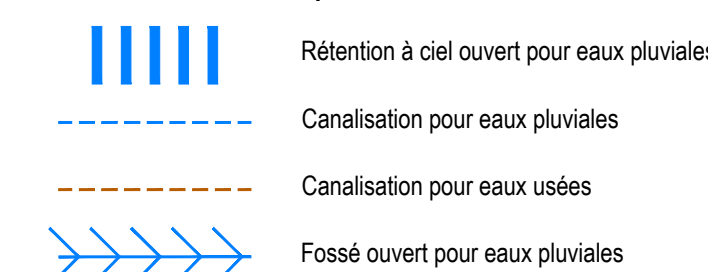 Rétention à ciel ouvert pour eaux pluviales
Canalisation pour eaux pluviales
Canalisation pour eaux usées
Fossé ouvert pour eaux pluviales